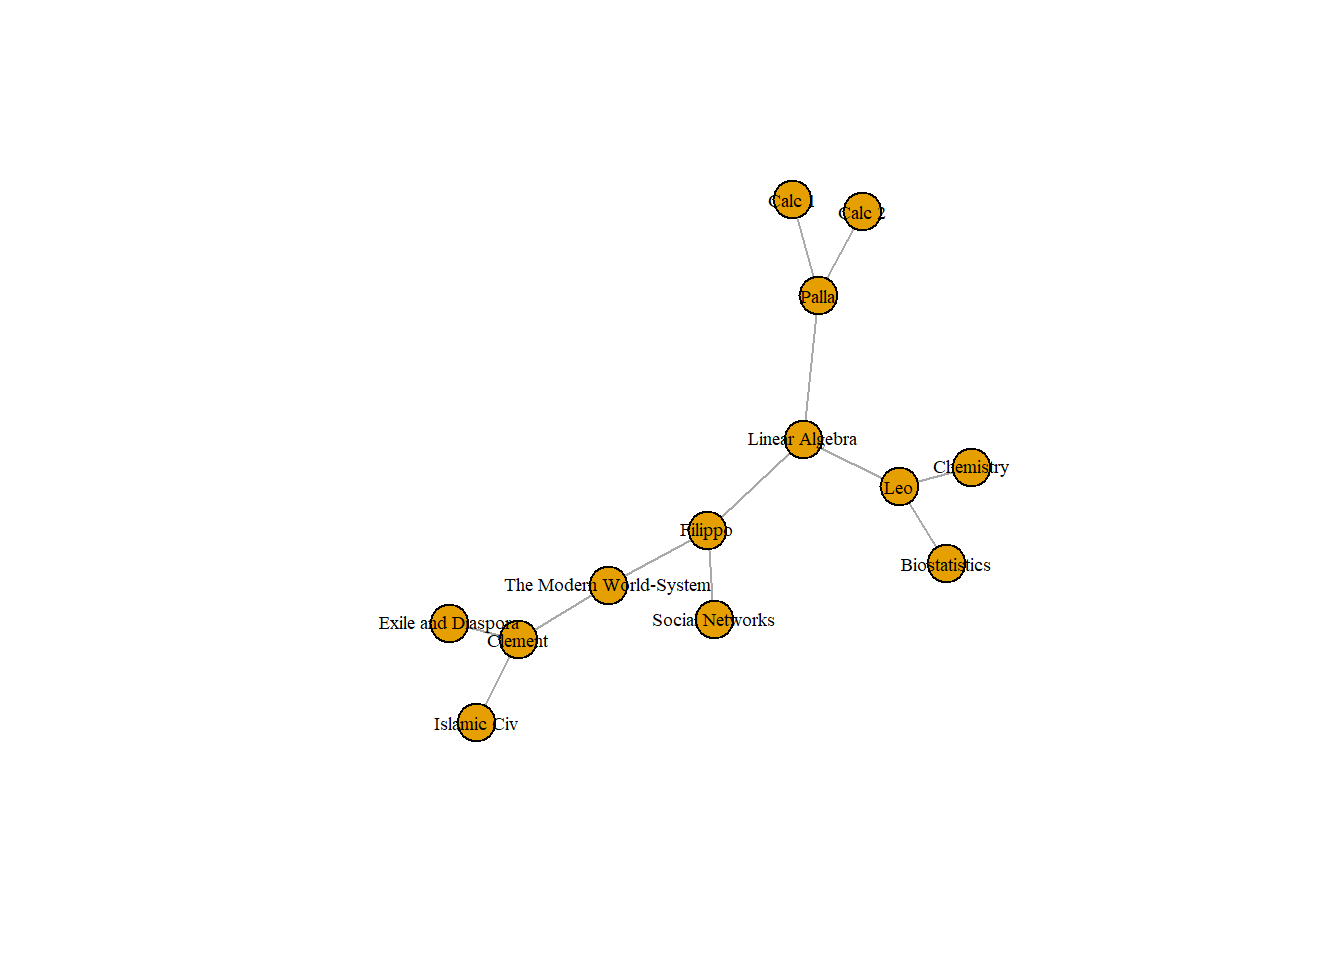 Calc 1
Calc 2
Palla
Linear Algebra
Chemistry
Leo
Filippo
Biostatistics
The Modern World-System
Social Networks
Exile and Diaspora
Clement
Islamic Civ